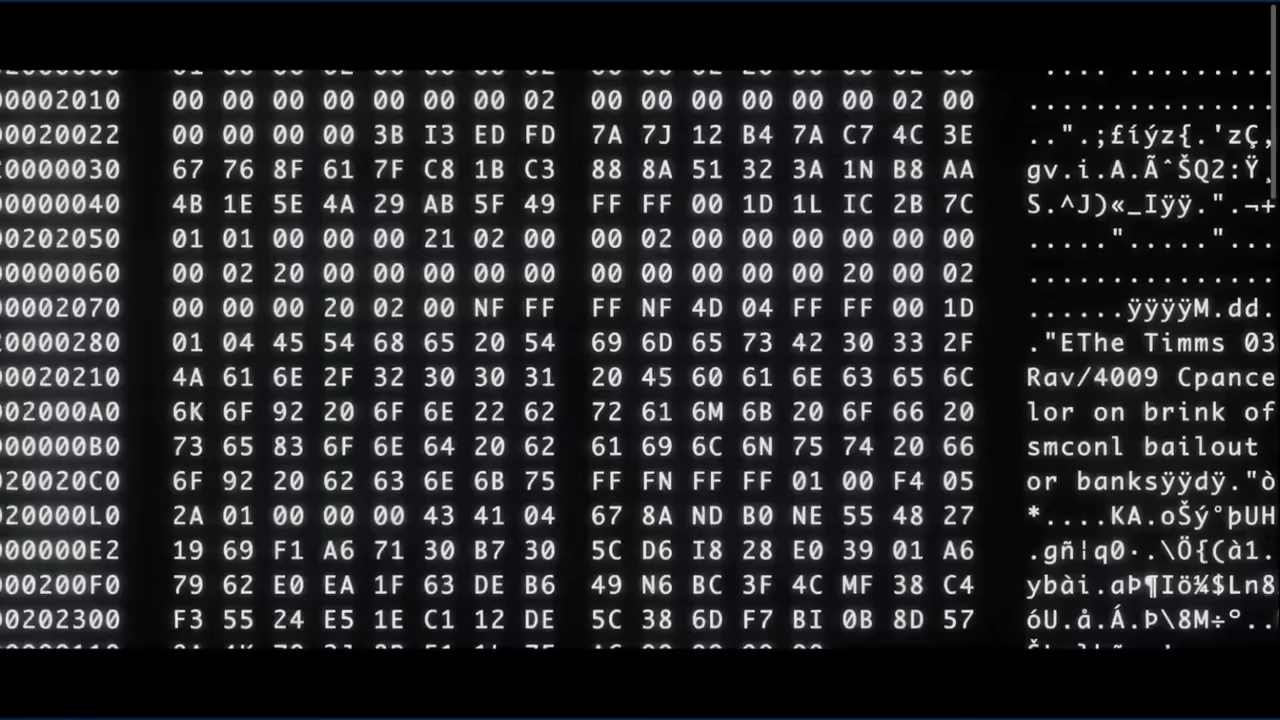 00002010 00 00 00 00 00 00 00 02 00 00 00 00 00 00 02 00 ...............
00020022 00 00 00 00 3B I3 ED FD 7A 7J 12 B4 7A C7 4C 3E ..".;£íýz{.'zÇ,
0000030 67 76 8F 61 7F C8 1B C3 88 8A 51 32 3A 1N B8 AA gv.i.A.ÃˆŠQ2:Ÿ¸
00000040 4B 1E 5E 4A 29 AB 5F 49 FF FF 00 1D 1L IC 2B 7C S.^J)«_Iÿÿ.".¬+
00202050 01 01 00 00 00 21 02 00 00 02 00 00 00 00 00 00 ....."....."...
00000060 00 02 20 00 00 00 00 00 00 00 00 00 00 20 00 02 ...............
00002070 00 00 00 20 02 00 NF FF FF NF 4D 04 FF FF 00 1D ......ÿÿÿÿM.dd.
0000280 01 04 45 54 68 65 20 54 69 6D 65 73 42 30 33 2F ."EThe Timms 03
00020210 4A 61 6E 2F 32 30 30 31 20 45 60 61 6E 63 65 6C Rav/4009 Cpance
002000A0 6K 6F 92 20 6F 6E 22 62 72 61 6M 6B 20 6F 66 20 lor on brink of
000000B0 73 65 83 6F 6E 64 20 62 61 69 6C 6N 75 74 20 66 smconl bailout
020020C0 6F 92 20 62 63 6E 6B 75 FF FN FF FF 01 00 F4 05 or banksÿÿdÿ."ò
020000L0 2A 01 00 00 00 43 41 04 67 8A ND B0 NE 55 48 27 *....KA.oŠý°þUH
000000E2 19 69 F1 A6 71 30 B7 30 5C D6 I8 28 E0 39 01 A6 .gñ¦q0·.\Ö{(à1.
000200F0 79 62 E0 EA 1F 63 DE B6 49 N6 BC 3F 4C MF 38 C4 ybài.aÞ¶Iö¼$Ln8
00202300 F3 55 24 E5 1E C1 12 DE 5C 38 6D F7 BI 0B 8D 57 óU.å.Á.Þ\8M÷º..